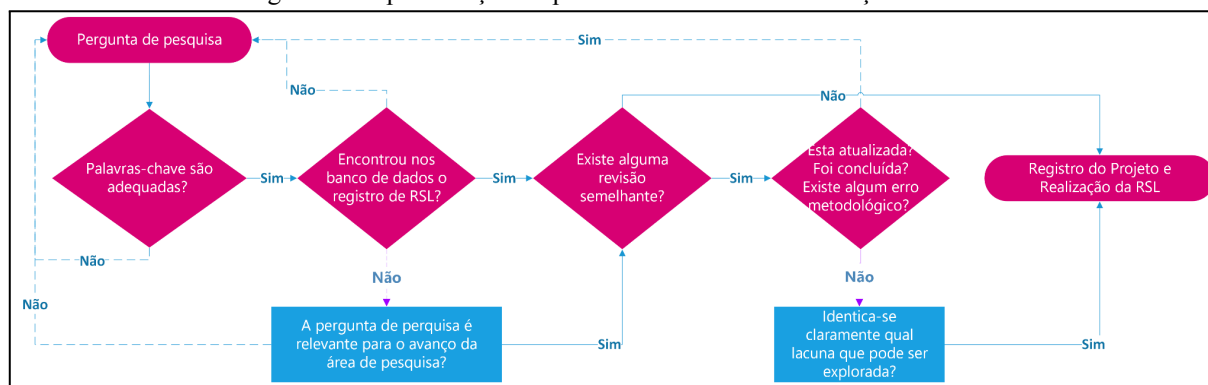 Pergunta de pesquisa
Sim
Não
Não
Palavras-chave são
adequadas?
Sim
Encontrou nos
banco de dados o
registro de RSL?
Sim
Existe alguma
revisão
semelhante?
Sim
Esta atualizada?
Foi concluída?
Existe algum erro
metodológico?
Registro do Projeto e
Realização da RSL
Não
Não
Não
Não
A pergunta de perquisa é
relevante para o avanço da
área de pesquisa?
Sim
Identica-se
claramente qual
lacuna que pode ser
explorada?
Sim